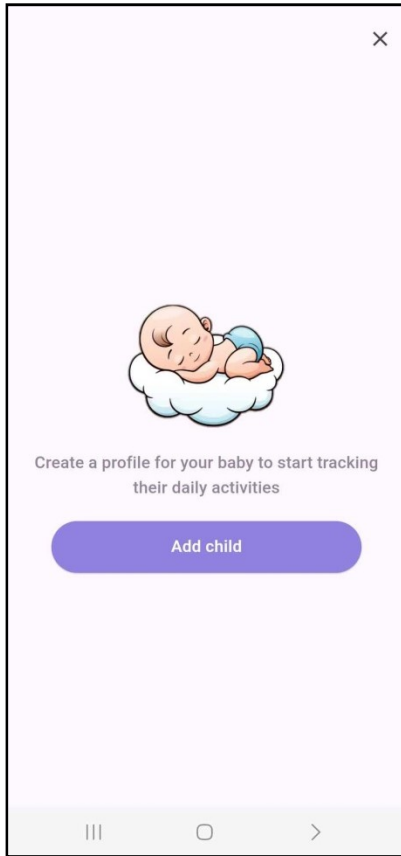 Create a profile for your baby to start tracking
their daily activities
Add child